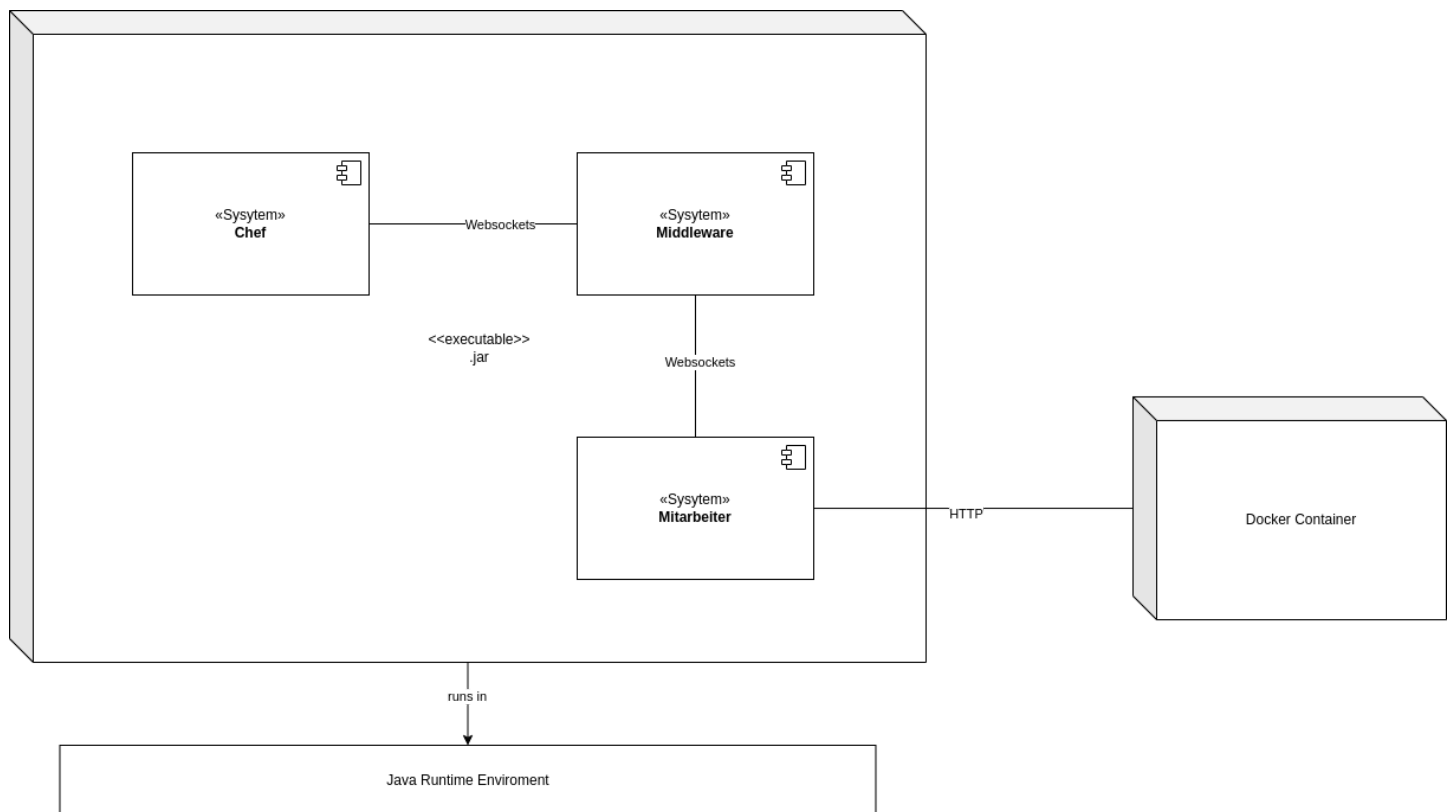 «Sysytem»
Chef
Websockets
«Sysytem»
Middleware
<<executable>>
.jar
Websockets
«Sysytem»
Mitarbeiter
HTTP
Docker Container
runs in
Java Runtime Enviroment